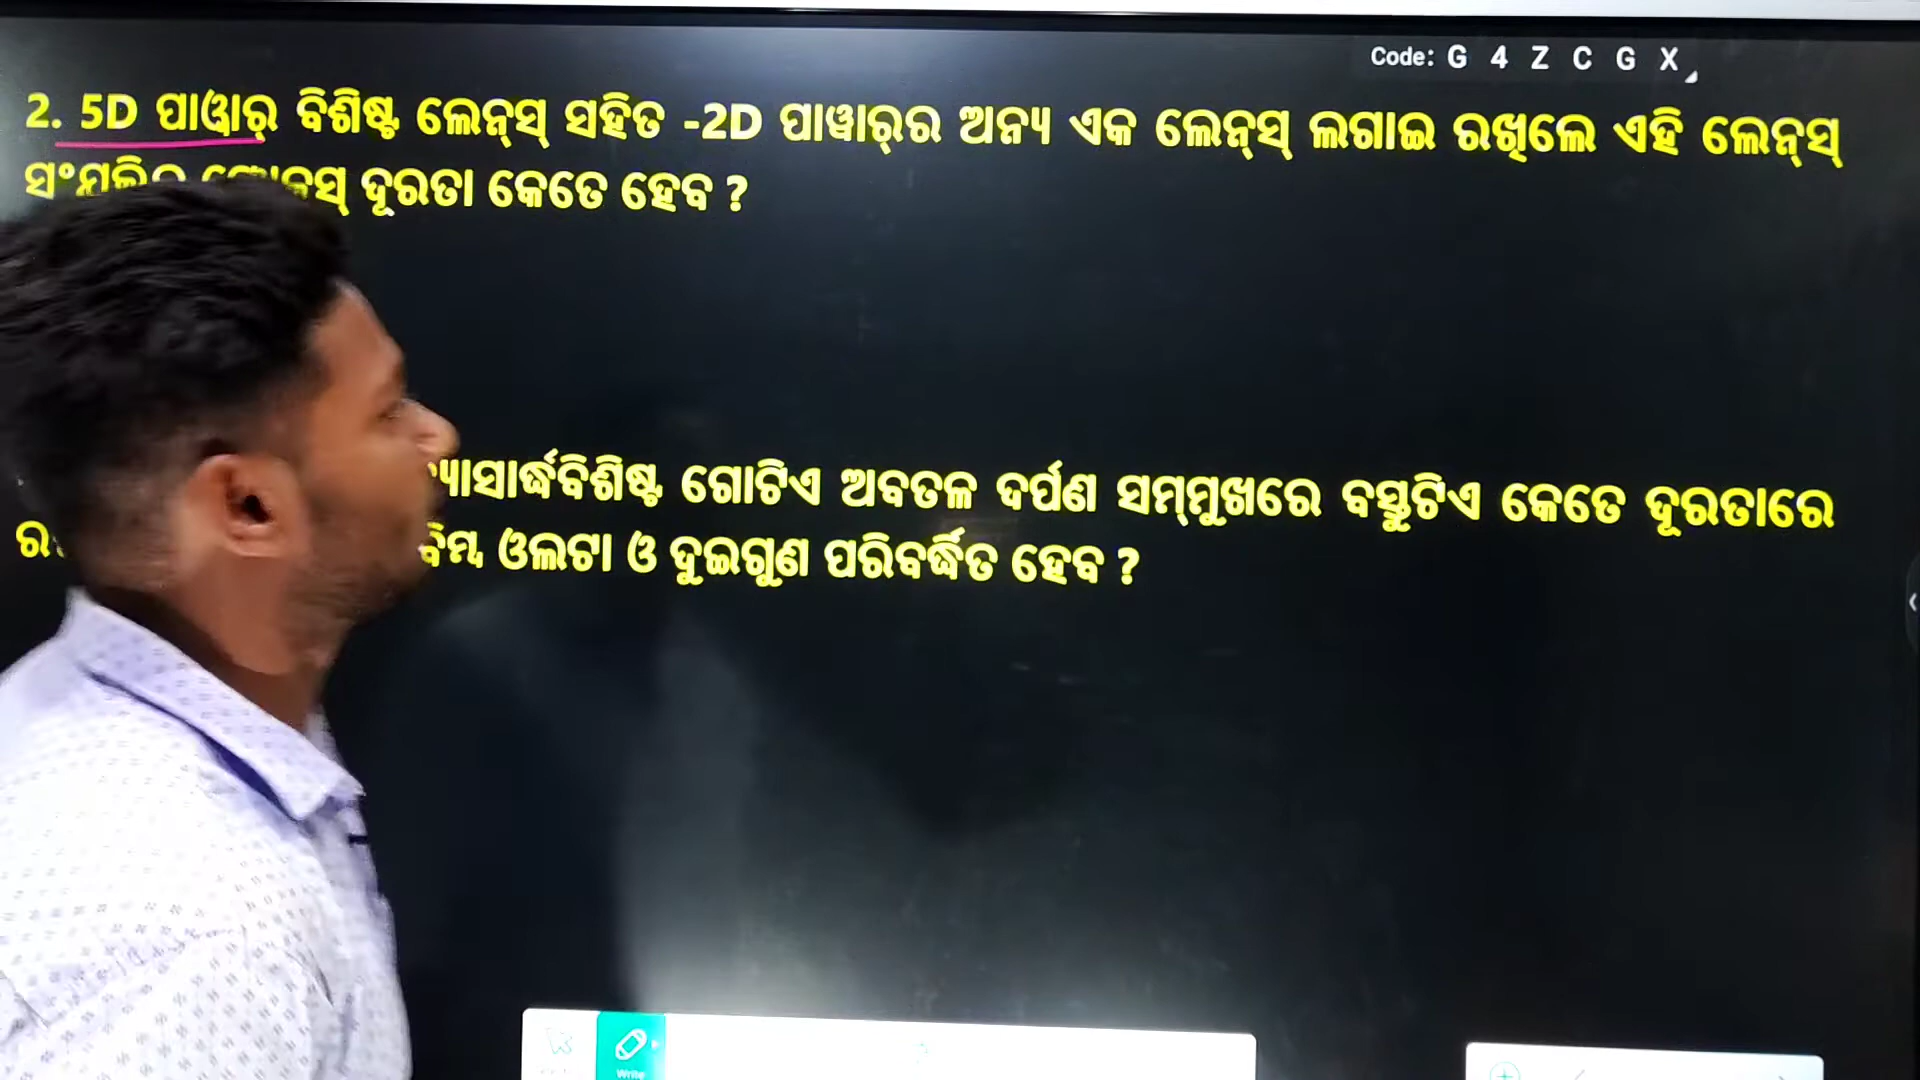 Code: G 4 Z C G X
2. 5D ପାୱାର୍ ବିଶିଷ୍ଟ ଲେନ୍‌ସ୍ ସହିତ -2D ପାୱାର୍‌ର ଅନ୍ୟ ଏକ ଲେନ୍‌ସ୍ ଲଗାଇ ରଖିଲେ ଏହି ଲେନ୍‌ସ୍
ଦୂରତା କେତେ ହେବ ?
ଗୋଟିଏ ଅବତଳ ଦର୍ପଣ ସମ୍ମୁଖରେ ବସ୍ତୁଟିଏ କେତେ ଦୂରତାରେ
ଓଲଟା ଓ ଦୁଇଗୁଣ ପରିବର୍ଦ୍ଧିତ ହେବ ?
Write